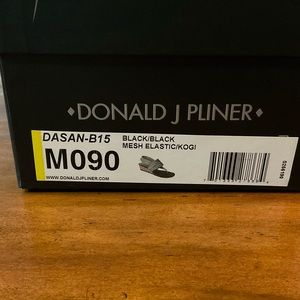 ◆DONALD J PLINER◆
DASAN-B15 BLACK/BLACK
M090 MESH ELASTIC/KOGI
WWW.DONALDJPLINER.COM